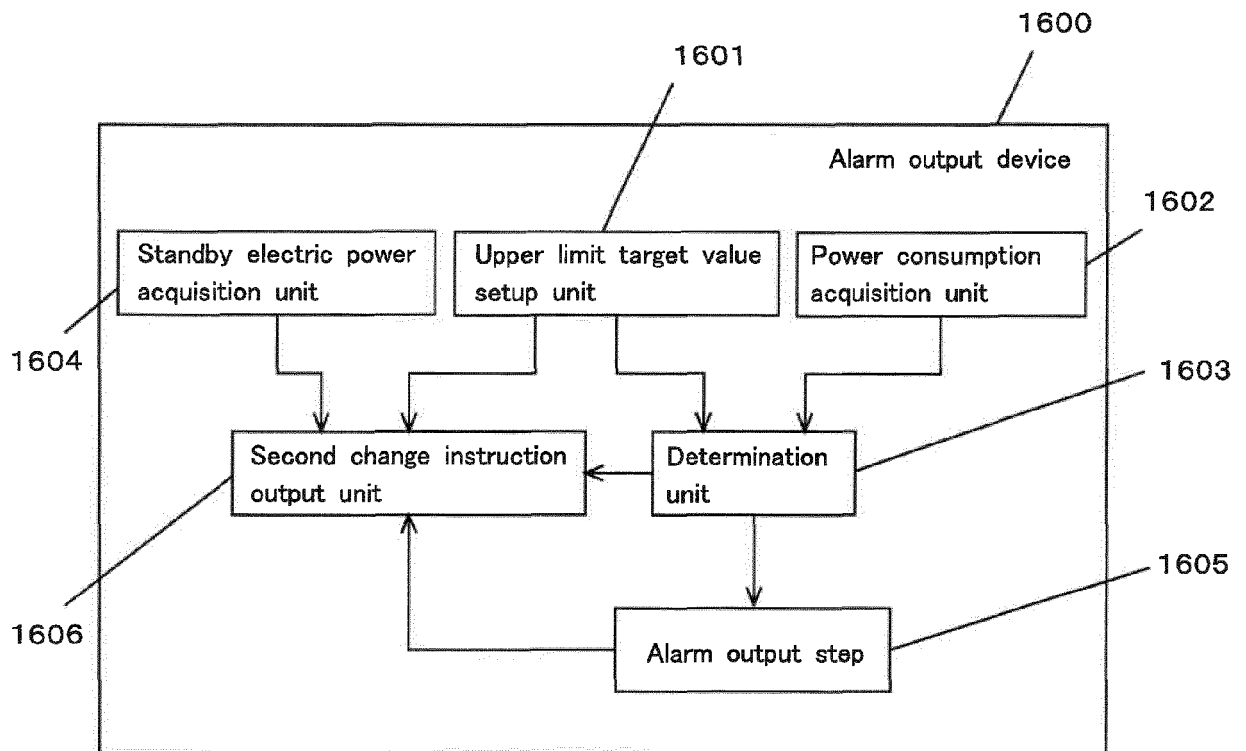 1600
1601
Alarm output device
1602
Standby electric power
acquisition unit
Upper limit target value
setup unit
Power consumption
acquisition unit
1604
1603
Second change instruction
output unit
Determination
unit
1605
1606
Alarm output step